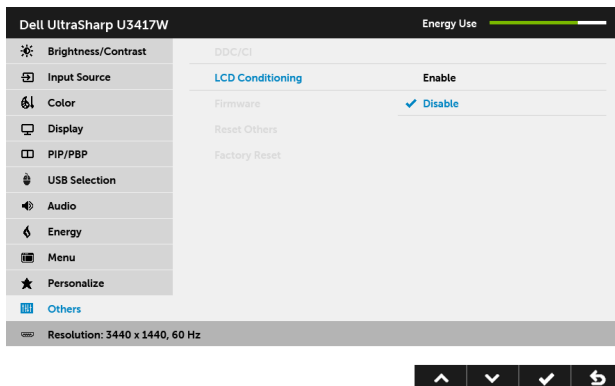 Dell UltraSharp U3417W Energy Use
Brightness/Contrast DDC/CI
Input Source LCD Conditioning Enable
Color Firmware Disable
Display Reset Others
PIP/PBP Factory Reset
USB Selection
Audio
Energy
Menu
Personalize
Others
Resolution: 3440 x 1440, 60 Hz